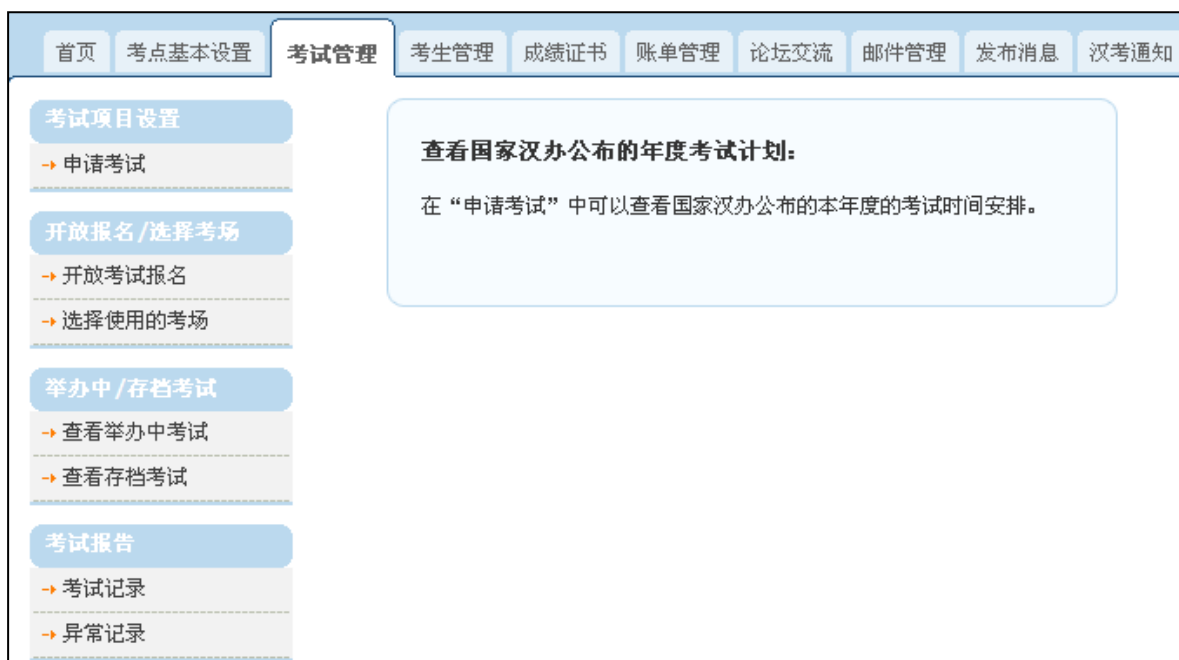 首页 考点基本设置 考试管理 考生管理 成绩证书 账单管理 论坛交流 邮件管理 发布消息 汉考通知
考试项目设置
申请考试
开放报名/选择考场
开放考试报名
选择使用的考场
举办中/存档考试
查看举办中考试
查看存档考试
考试报告
考试记录
异常记录
查看国家汉办公布的年度考试计划:
在“申请考试”中可以查看国家汉办公布的本年度的考试时间安排。